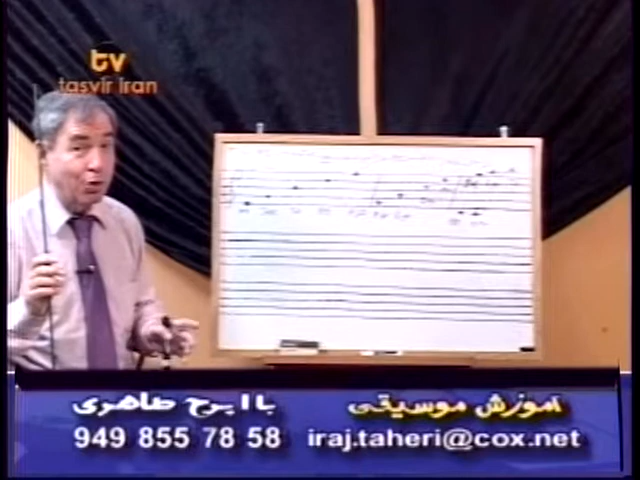 tv
tasvir iran
آموزش موسیقی با ایرج طاهری
949 855 78 58 iraj.taheri@cox.net